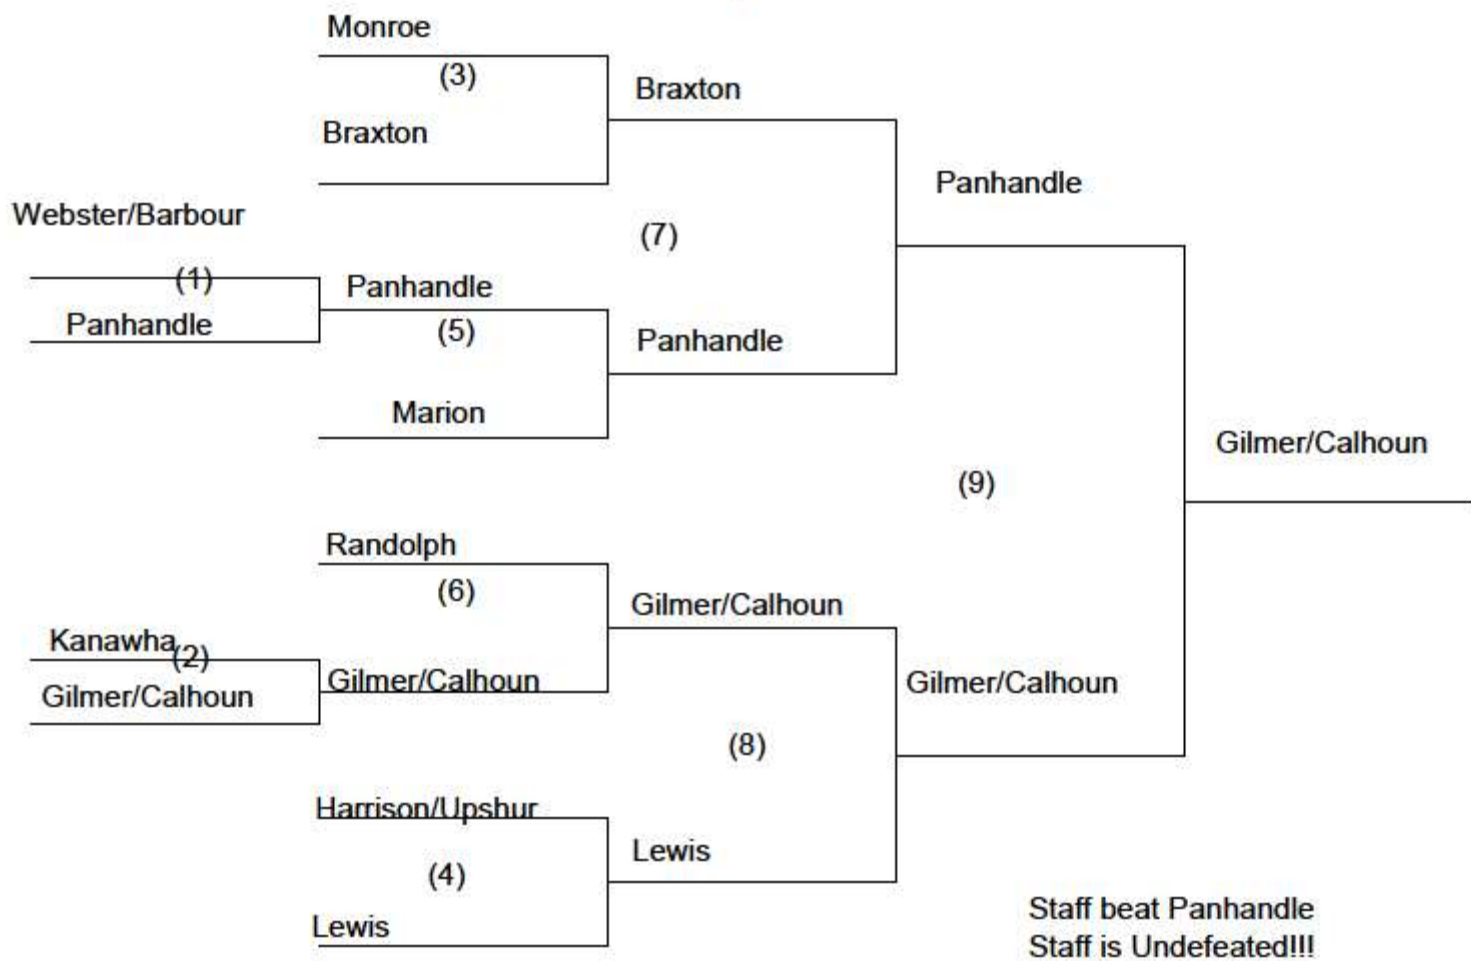 Monroe
(3)
Braxton
Braxton
Panhandle
Webster/Barbour
(7)
(1)
Panhandle
Panhandle
(5)
Panhandle
Marion
Gilmer/Calhoun
(9)
Randolph
(6)
Gilmer/Calhoun
Kanawha
(2)
Gilmer/Calhoun
Gilmer/Calhoun
Gilmer/Calhoun
(8)
Harrison/Upshur
Lewis
(4)
Lewis
Staff beat Panhandle
Staff is Undefeated!!!